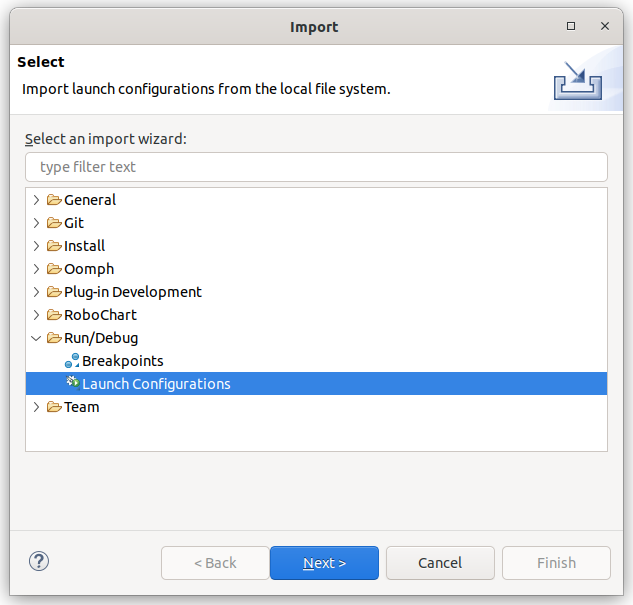 Import
Select
Import launch configurations from the local file system.
Select an import wizard:
type filter text
General
Git
Install
Oomph
Plug-in Development
RoboChart
Run/Debug
Breakpoints
Launch Configurations
Team
?
< Back
Next >
Cancel
Finish